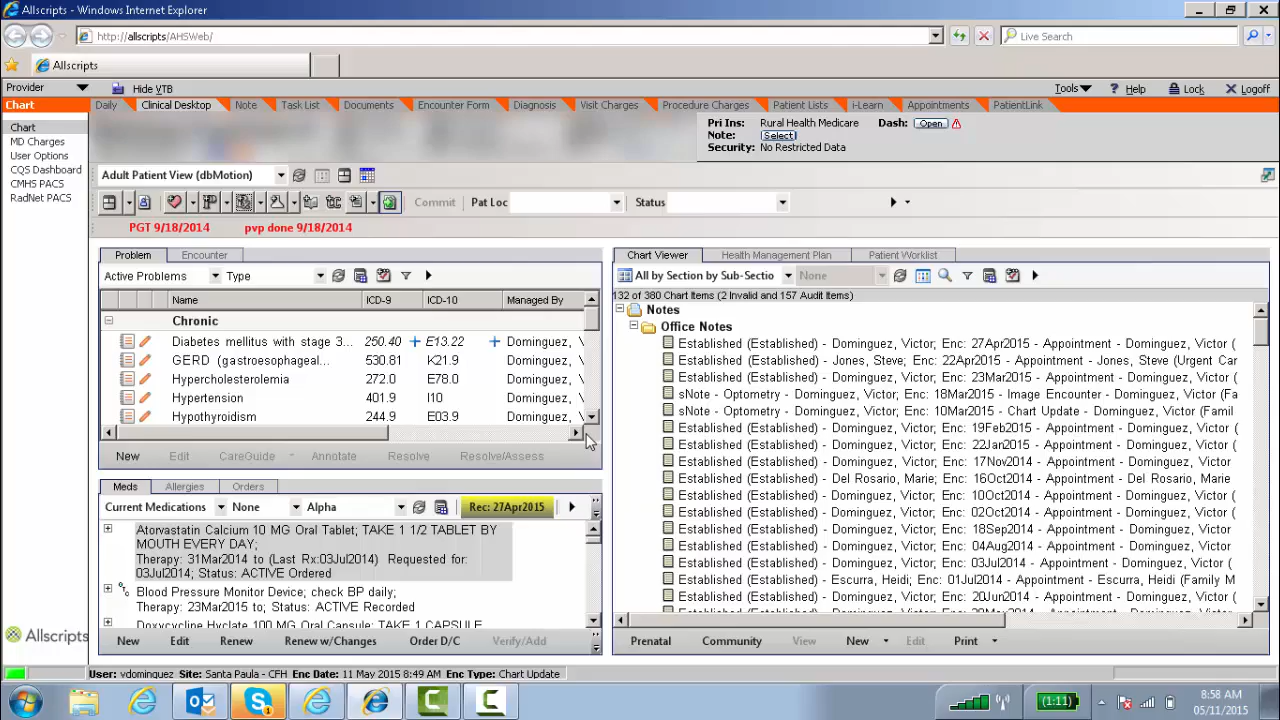 Allscripts - Windows Internet Explorer
http://allscripts/AHSWeb/
Live Search
Allscripts
Provider Hide VTB Tools ? Help Lock Logoff
Chart Daily Clinical Desktop Note Task List Documents Encounter Form Diagnosis Visit Charges Procedure Charges Patient Lists i-Learn Appointments PatientLink
Chart
MD Charges
User Options
CQS Dashboard
CMHS PACS
RadNet PACS
Pri Ins: Rural Health Medicare Dash: Open
Note: Select
Security: No Restricted Data
Adult Patient View (dbMotion)
Commit Pat Loc Status
PGT 9/18/2014 pvp done 9/18/2014
Problem Encounter
Active Problems Type
Name ICD-9 ICD-10 Managed By
Chronic
Diabetes mellitus with stage 3... 250.40 E13.22 Dominguez, V
GERD (gastroesophageal... 530.81 K21.9 Dominguez, V
Hypercholesterolemia 272.0 E78.0 Dominguez, V
Hypertension 401.9 I10 Dominguez, V
Hypothyroidism 244.9 E03.9 Dominguez, V
New Edit CareGuide Annotate Resolve Resolve/Assess
Meds Allergies Orders
Current Medications None Alpha Rec: 27Apr2015
Atorvastatin Calcium 10 MG Oral Tablet; TAKE 1 1/2 TABLET BY
MOUTH EVERY DAY;
Therapy: 31Mar2014 to (Last Rx:03Jul2014) Requested for:
03Jul2014; Status: ACTIVE Ordered
Blood Pressure Monitor Device; check BP daily;
Therapy: 23Mar2015 to; Status: ACTIVE Recorded
Doxycycline Hyclate 100 MG Oral Capsule; TAKE 1 CAPSULE
New Edit Renew Renew w/Changes Order D/C Verify/Add
Chart Viewer Health Management Plan Patient Worklist
All by Section by Sub-Sectio None
132 of 380 Chart Items (2 Invalid and 157 Audit Items)
Notes
Office Notes
Established (Established) - Dominguez, Victor; Enc: 27Apr2015 - Appointment - Dominguez, Victor (
Established (Established) - Jones, Steve; Enc: 22Apr2015 - Appointment - Jones, Steve (Urgent Car
Established (Established) - Dominguez, Victor; Enc: 23Mar2015 - Appointment - Dominguez, Victor (
sNote - Optometry - Dominguez, Victor; Enc: 18Mar2015 - Image Encounter - Dominguez, Victor (Fa
sNote - Optometry - Dominguez, Victor; Enc: 10Mar2015 - Chart Update - Dominguez, Victor (Famil
Established (Established) - Dominguez, Victor; Enc: 19Feb2015 - Appointment - Dominguez, Victor (
Established (Established) - Dominguez, Victor; Enc: 22Jan2015 - Appointment - Dominguez, Victor (
Established (Established) - Dominguez, Victor; Enc: 17Nov2014 - Appointment - Dominguez, Victor (
Established (Established) - Del Rosario, Marie; Enc: 16Oct2014 - Appointment - Dominguez, Victor (
Established (Established) - Dominguez, Victor; Enc: 10Oct2014 - Appointment - Dominguez, Victor (
Established (Established) - Dominguez, Victor; Enc: 02Oct2014 - Appointment - Dominguez, Victor (
Established (Established) - Dominguez, Victor; Enc: 18Sep2014 - Appointment - Dominguez, Victor (
Established (Established) - Dominguez, Victor; Enc: 04Aug2014 - Appointment - Dominguez, Victor (
Established (Established) - Dominguez, Victor; Enc: 03Jul2014 - Appointment - Dominguez, Victor (
Established (Established) - Escurra, Heidi; Enc: 01Jul2014 - Appointment - Escurra, Heidi (Family M
Established (Established) - Dominguez, Victor; Enc: 20Jun2014 - Appointment - Dominguez, Victor (
Prenatal Community View New Edit Print
Allscripts
User: vdominguez Site: Santa Paula - CFH Enc Date: 11 May 2015 8:49 AM Enc Type: Chart Update
(1:11) 8:58 AM
05/11/2015